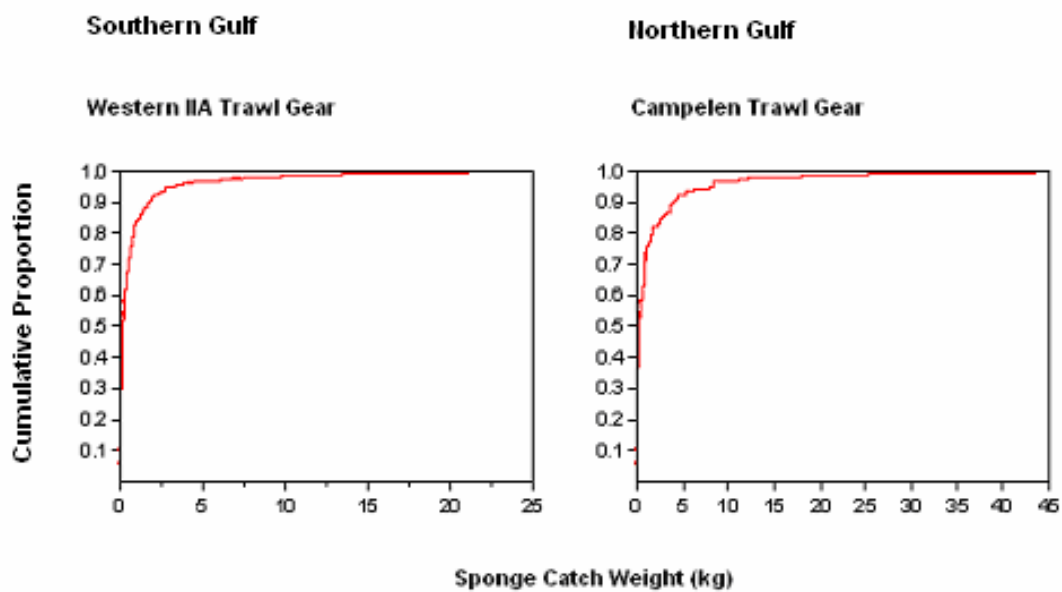 Southern Gulf
Northern Gulf
Western IIA Trawl Gear
Campelen Trawl Gear
Cumulative Proportion
1.0
0.9
0.8
0.7
0.6
0.5
0.4
0.3
0.2
0.1
0 5 10 15 20 25
1.0
0.9
0.8
0.7
0.6
0.5
0.4
0.3
0.2
0.1
0 5 10 15 20 25 30 35 40 45
Sponge Catch Weight (kg)